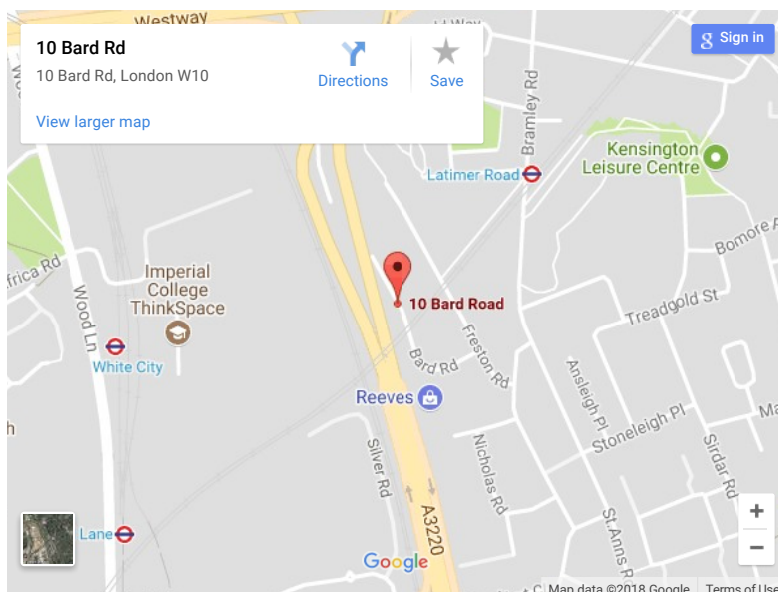 Westway
10 Bard Rd
10 Bard Rd, London W10
Directions
Save
View larger map
Sign in
Bramley Rd
Kensington
Leisure Centre
Latimer Road
Bomore
frica Rd
Imperial
College
ThinkSpace
Wood Ln
White City
10 Bard Road
Treadgold St
Freston Rd
Bard Rd
Reeves
Ansleigh Pl
Stoneleigh Pl
Sirdar Rd
Silver Rd
Nicholas Rd
A3220
St.Anns R
Lane
Google
Map data ©2018 Google
Terms of Use